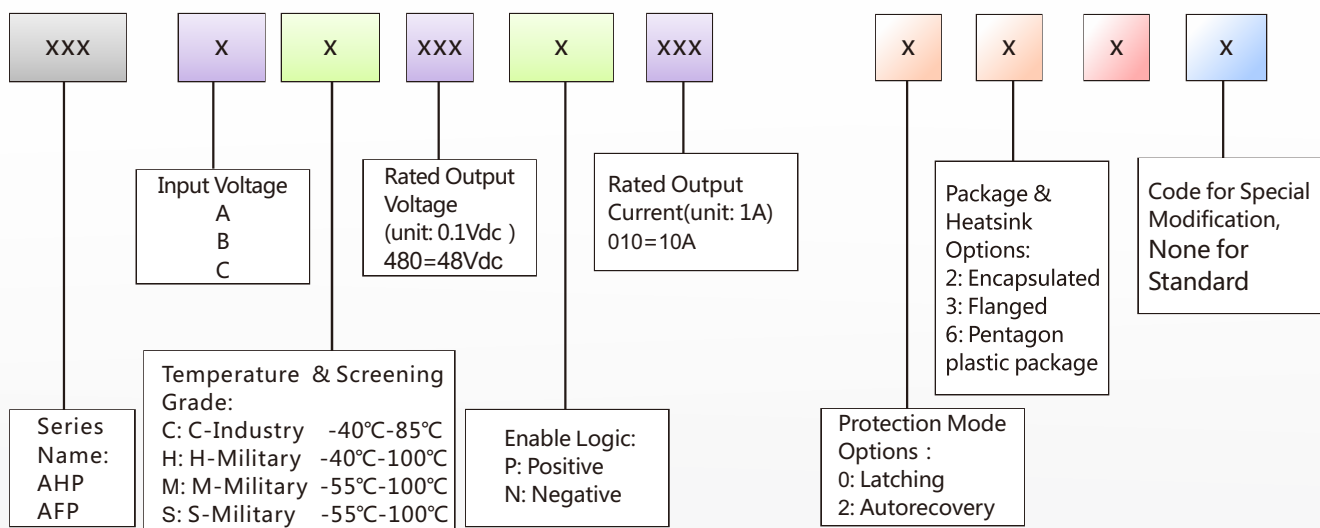 XXX X X XXX X XXX X X X X
Input Voltage
A
B
C
Rated Output
Voltage
(unit: 0.1Vdc )
480=48Vdc
Rated Output
Current(unit: 1A)
010=10A
Package &
Heatsink
Options:
2: Encapsulated
3: Flanged
6: Pentagon
plastic package
Code for Special
Modification,
None for
Standard
Series
Name:
AHP
AFP
Temperature & Screening
Grade:
C: C-Industry -40℃-85℃
H: H-Military -40℃-100℃
M: M-Military -55℃-100℃
S: S-Military -55℃-100℃
Enable Logic:
P: Positive
N: Negative
Protection Mode
Options :
0: Latching
2: Autorecovery